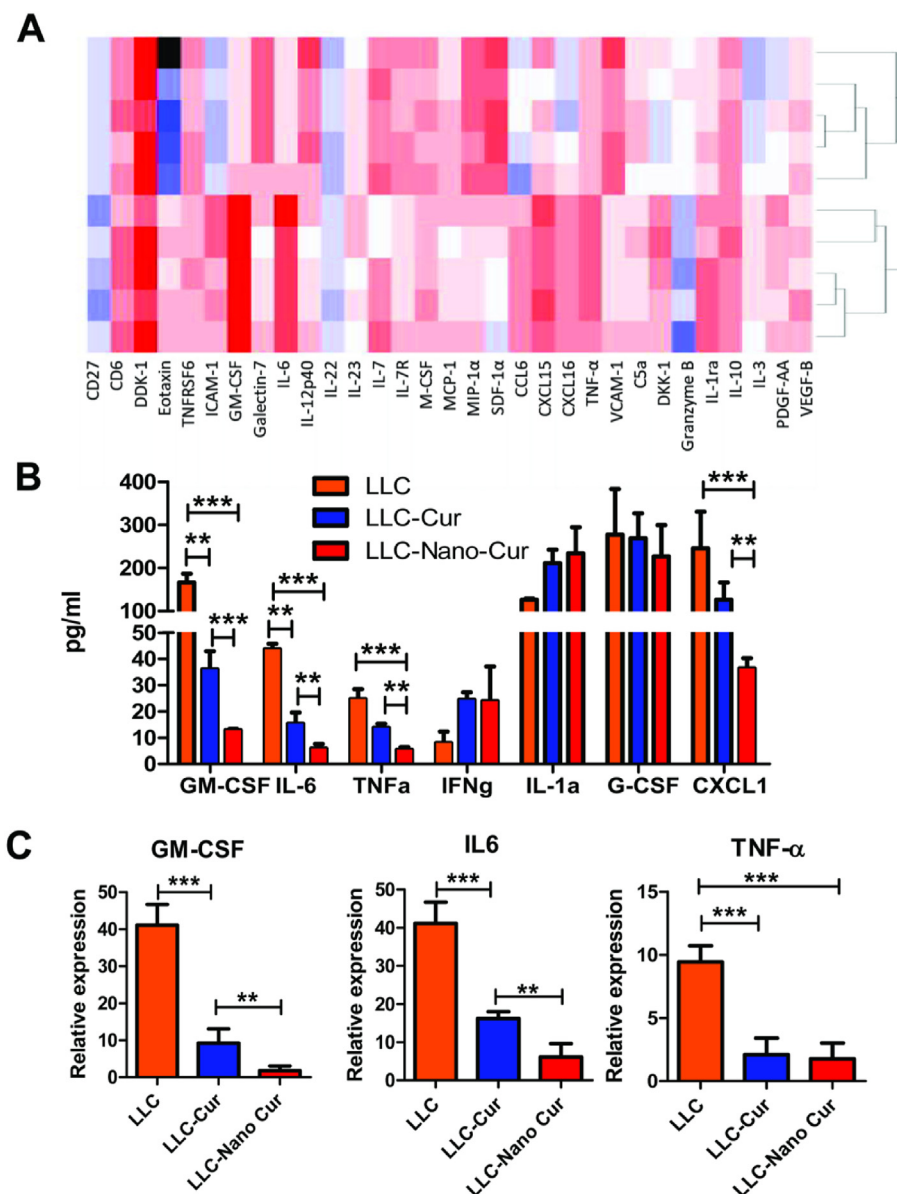 A
CD27
CD6
DDK-1
Eotaxin
TNFRSF6
ICAM-1
GM-CSF
Galectin-7
IL-6
IL-12p40
IL-22
IL-23
IL-7
IL-7R
M-CSF
MCP-1
MIP-1α
SDF-1α
CCL6
CXCL15
CXCL16
TNF-α
VCAM-1
C5a
DKK-1
Granzyme B
IL-1ra
IL-10
IL-3
PDGF-AA
VEGF-B
B
pg/ml
400
300
200
100
50
40
30
20
10
0
LLC
LLC-Cur
LLC-Nano-Cur
*** ** ***
*** ** **
*** **
*** **
GM-CSF IL-6 TNFa IFNg IL-1a G-CSF CXCL1
C
GM-CSF
Relative expression
50
40
30
20
10
0
***
**
LLC
LLC-Cur
LLC-Nano Cur
IL6
Relative expression
50
40
30
20
10
0
***
**
LLC
LLC-Cur
LLC-Nano Cur
TNF-α
Relative expression
15
10
5
0
***
***
LLC
LLC-Cur
LLC-Nano Cur